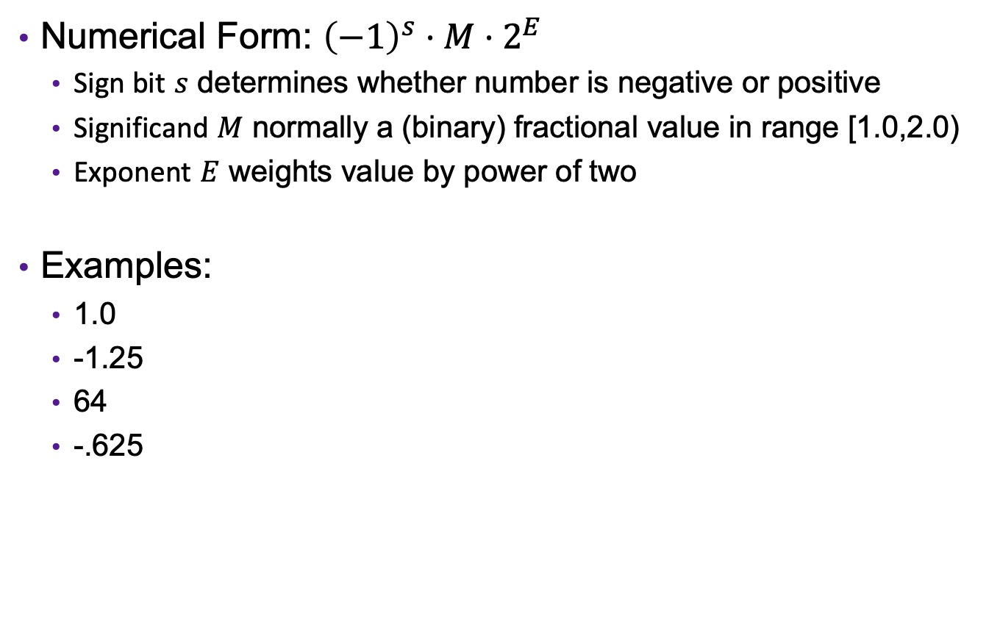 • Numerical Form: (−1)^s · M · 2^E
• Sign bit s determines whether number is negative or positive
• Significand M normally a (binary) fractional value in range [1.0,2.0)
• Exponent E weights value by power of two
• Examples:
• 1.0
• -1.25
• 64
• -.625